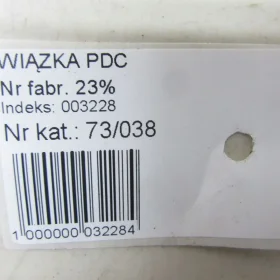 WIĄZKA PDC
Nr fabr. 23%
Indeks: 003228
Nr kat.: 73/038
1 000000 032284